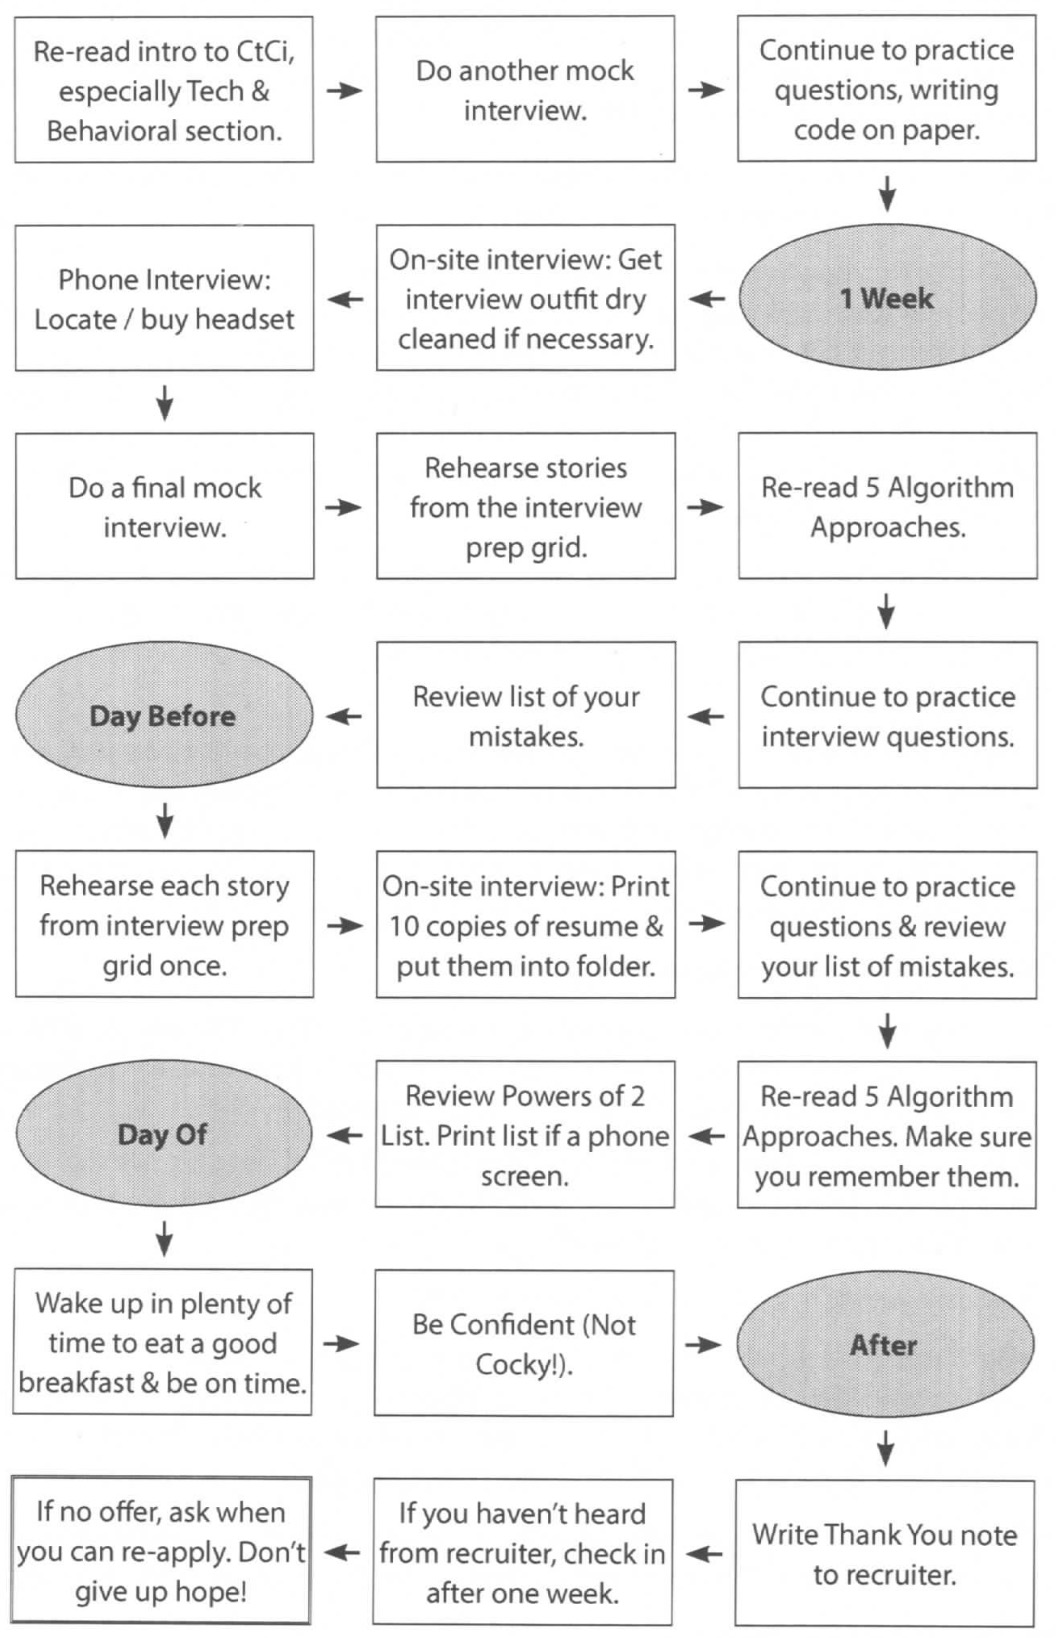 Re-read intro to CtCi,
especially Tech &
Behavioral section.
Do another mock
interview.
Continue to practice
questions, writing
code on paper.
1 Week
On-site interview: Get
interview outfit dry
cleaned if necessary.
Phone Interview:
Locate / buy headset
Do a final mock
interview.
Rehearse stories
from the interview
prep grid.
Re-read 5 Algorithm
Approaches.
Continue to practice
interview questions.
Review list of your
mistakes.
Day Before
Rehearse each story
from interview prep
grid once.
On-site interview: Print
10 copies of resume &
put them into folder.
Continue to practice
questions & review
your list of mistakes.
Re-read 5 Algorithm
Approaches. Make sure
you remember them.
Review Powers of 2
List. Print list if a phone
screen.
Day Of
Wake up in plenty of
time to eat a good
breakfast & be on time.
Be Confident (Not
Cocky!).
After
Write Thank You note
to recruiter.
If you haven't heard
from recruiter, check in
after one week.
If no offer, ask when
you can re-apply. Don't
give up hope!